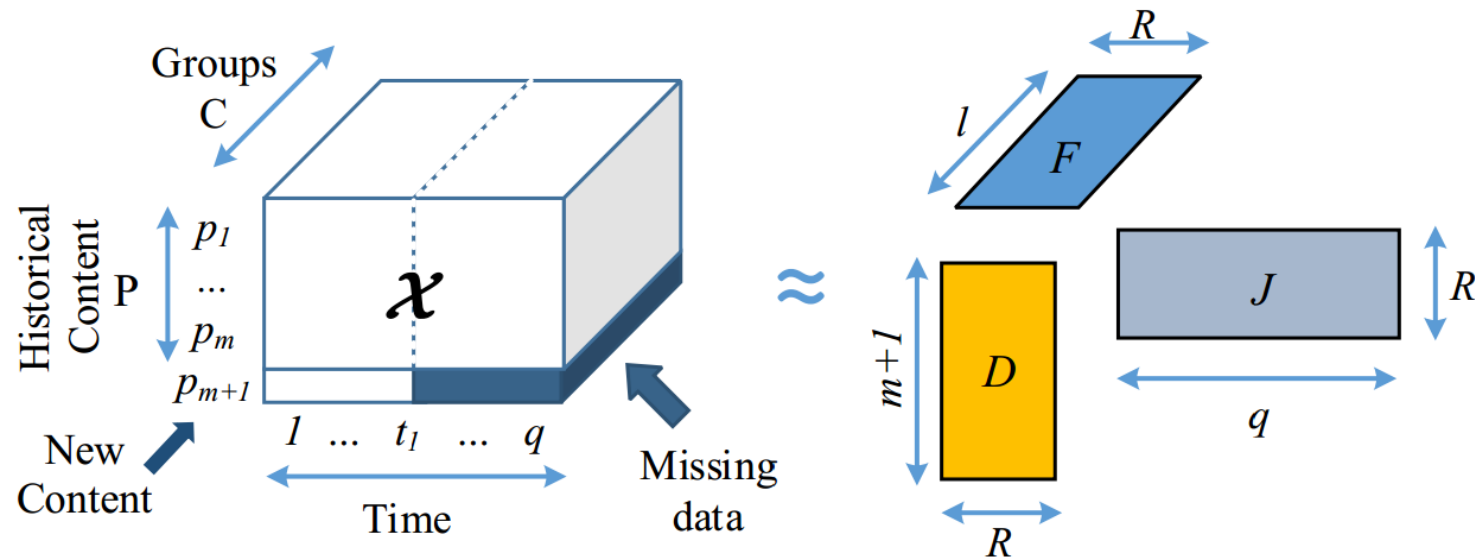 Groups
C
Historical
Content
P
p1
...
pm
pm+1
New
Content
x
1 ... t1 ... q
Time
Missing
data
≈
R
l
F
m+1
D
R
J
R
q